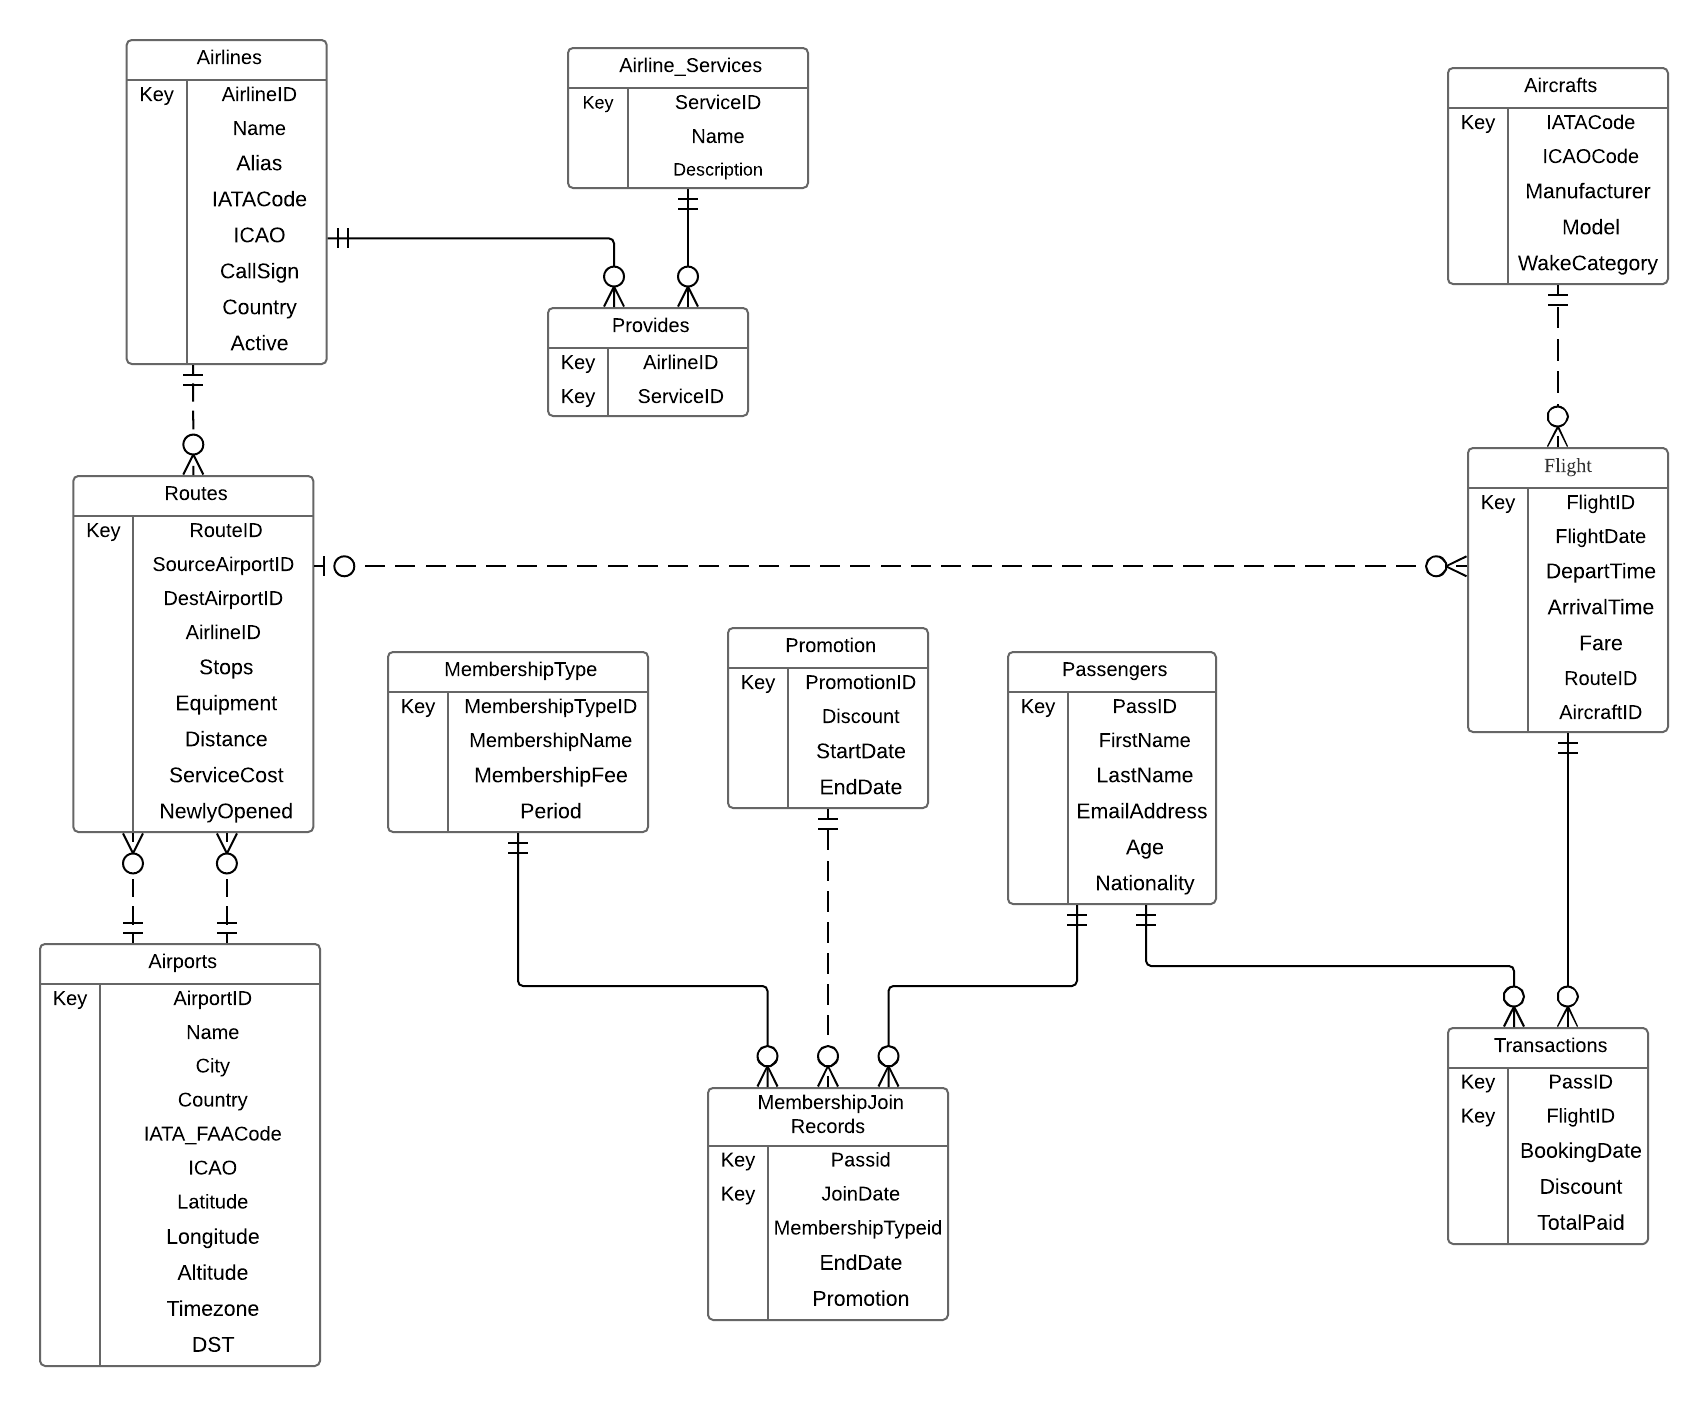 Airlines
Key AirlineID
Name
Alias
IATACode
ICAO
CallSign
Country
Active
Airline_Services
Key ServiceID
Name
Description
Aircrafts
Key IATACode
ICAOCode
Manufacturer
Model
WakeCategory
Provides
Key AirlineID
Key ServiceID
Routes
Key RouteID
SourceAirportID
DestAirportID
AirlineID
Stops
Equipment
Distance
ServiceCost
NewlyOpened
Flight
Key FlightID
FlightDate
DepartTime
ArrivalTime
Fare
RouteID
AircraftID
MembershipType
Key MembershipTypeID
MembershipName
MembershipFee
Period
Promotion
Key PromotionID
Discount
StartDate
EndDate
Passengers
Key PassID
FirstName
LastName
EmailAddress
Age
Nationality
Airports
Key AirportID
Name
City
Country
IATA_FAACode
ICAO
Latitude
Longitude
Altitude
Timezone
DST
MembershipJoin
Records
Key Passid
Key JoinDate
MembershipTypeid
EndDate
Promotion
Transactions
Key PassID
Key FlightID
BookingDate
Discount
TotalPaid